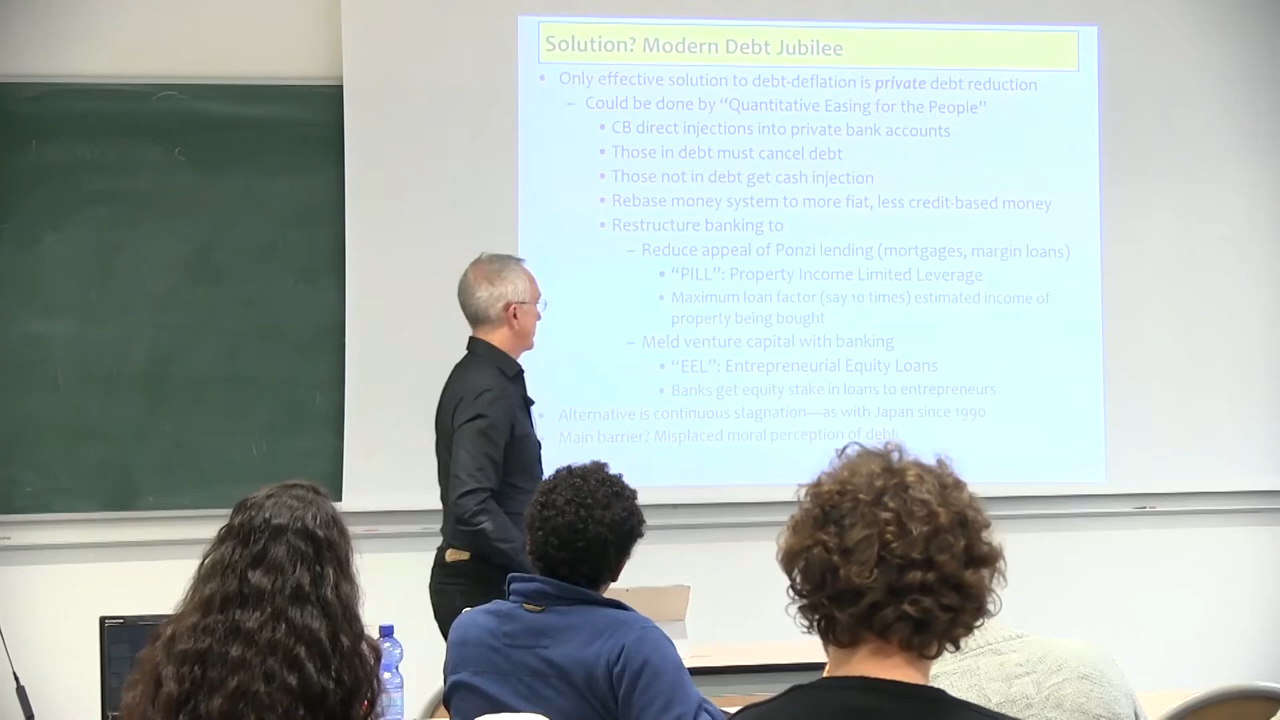 Solution? Modern Debt Jubilee
• Only effective solution to debt-deflation is private debt reduction
– Could be done by “Quantitative Easing for the People”
• CB direct injections into private bank accounts
• Those in debt must cancel debt
• Those not in debt get cash injection
• Rebase money system to more fiat, less credit-based money
• Restructure banking to
– Reduce appeal of Ponzi lending (mortgages, margin loans)
• “PILL”: Property Income Limited Leverage
• Maximum loan factor (say 10 times) estimated income of
property being bought
– Meld venture capital with banking
• “EEL”: Entrepreneurial Equity Loans
• Banks get equity stake in loans to entrepreneurs
• Alternative is continuous stagnation—as with Japan since 1990
• Main barrier? Misplaced moral perception of debt